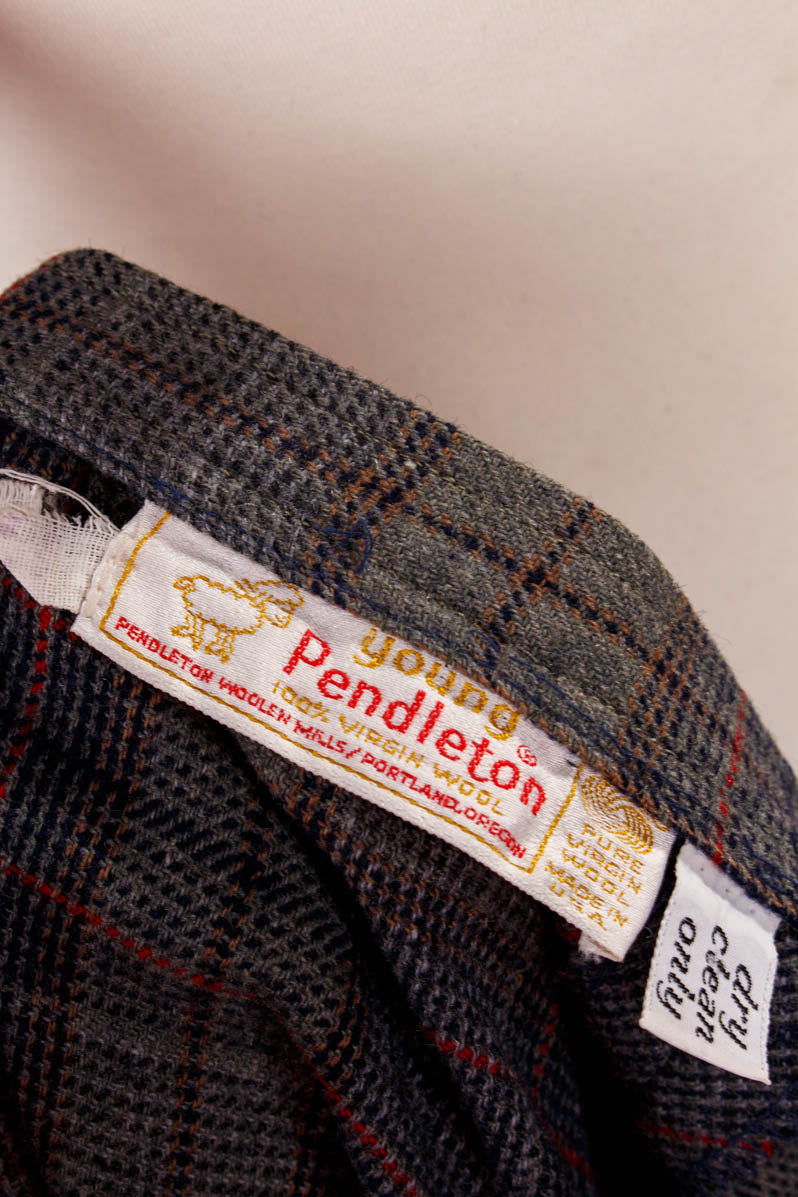 young
Pendleton®
100% VIRGIN WOOL
PENDLETON WOOLEN MILLS/PORTLAND, OREGON
PURE
VIRGIN
WOOL
MADE IN
U.S.A.
dry
clean
only